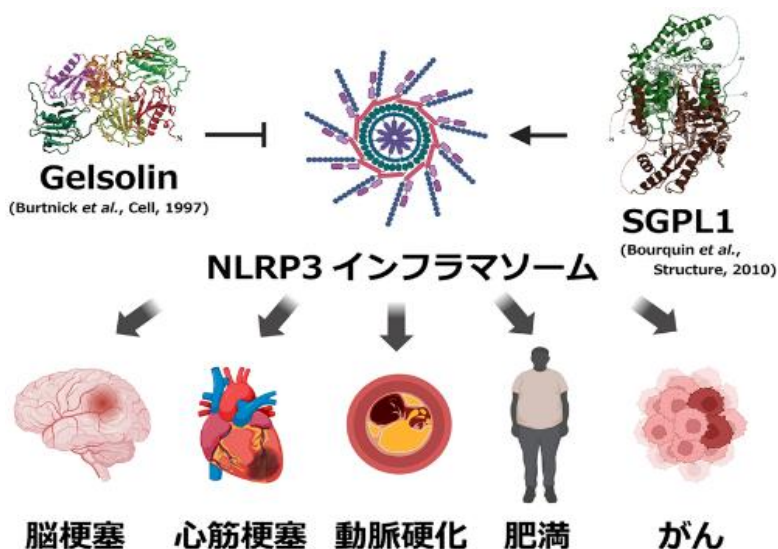 Gelsolin
(Burtnick et al., Cell, 1997)
SGPL1
(Bourquin et al.,
Structure, 2010)
NLRP3 インフラマソーム
脳梗塞
心筋梗塞
動脈硬化
肥満
がん